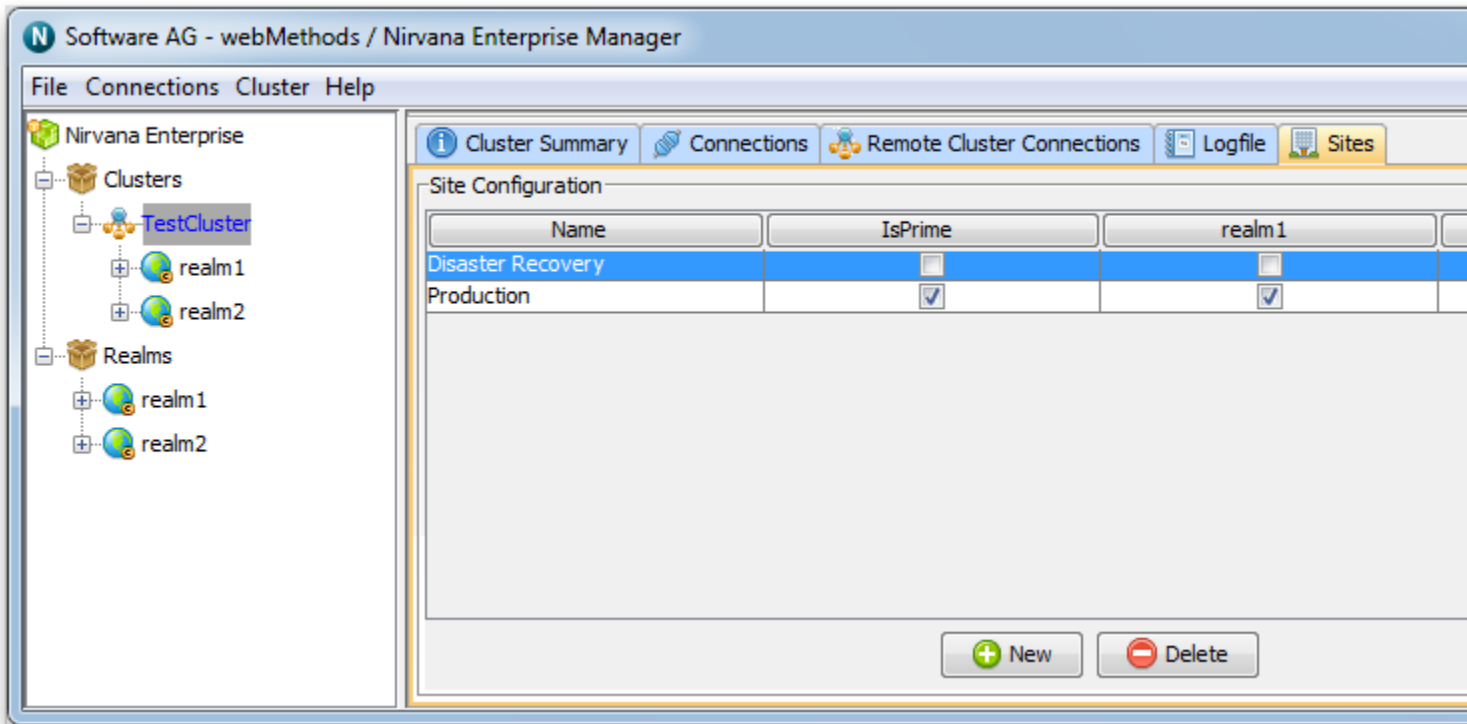 N Software AG - webMethods / Nirvana Enterprise Manager
File Connections Cluster Help
Nirvana Enterprise
Clusters
TestCluster
realm1
realm2
Realms
realm1
realm2
Cluster Summary Connections Remote Cluster Connections Logfile Sites
Site Configuration
Name IsPrime realm1
Disaster Recovery
Production
New Delete